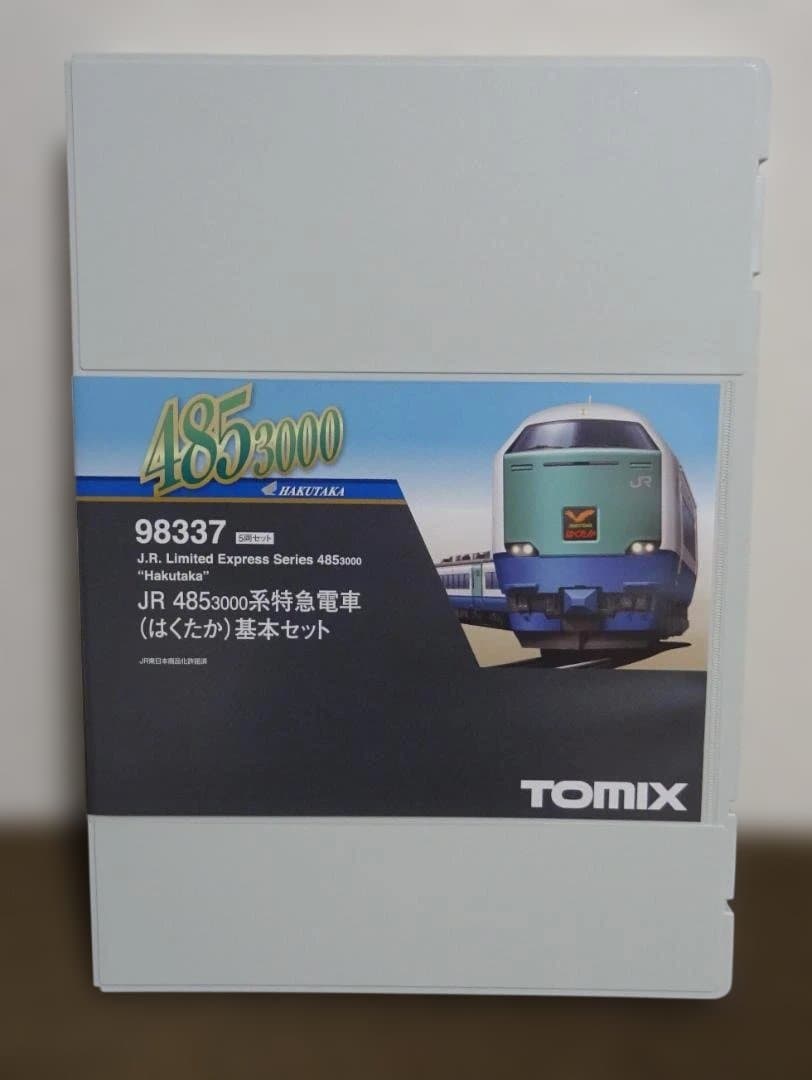 4853000
HAKUTAKA
98337 5両セット
J.R. Limited Express Series 4853000
"Hakutaka"
JR 4853000系特急電車
(はくたか)基本セット
JR東日本商品化許諾済
JR
はくたか
TOMIX